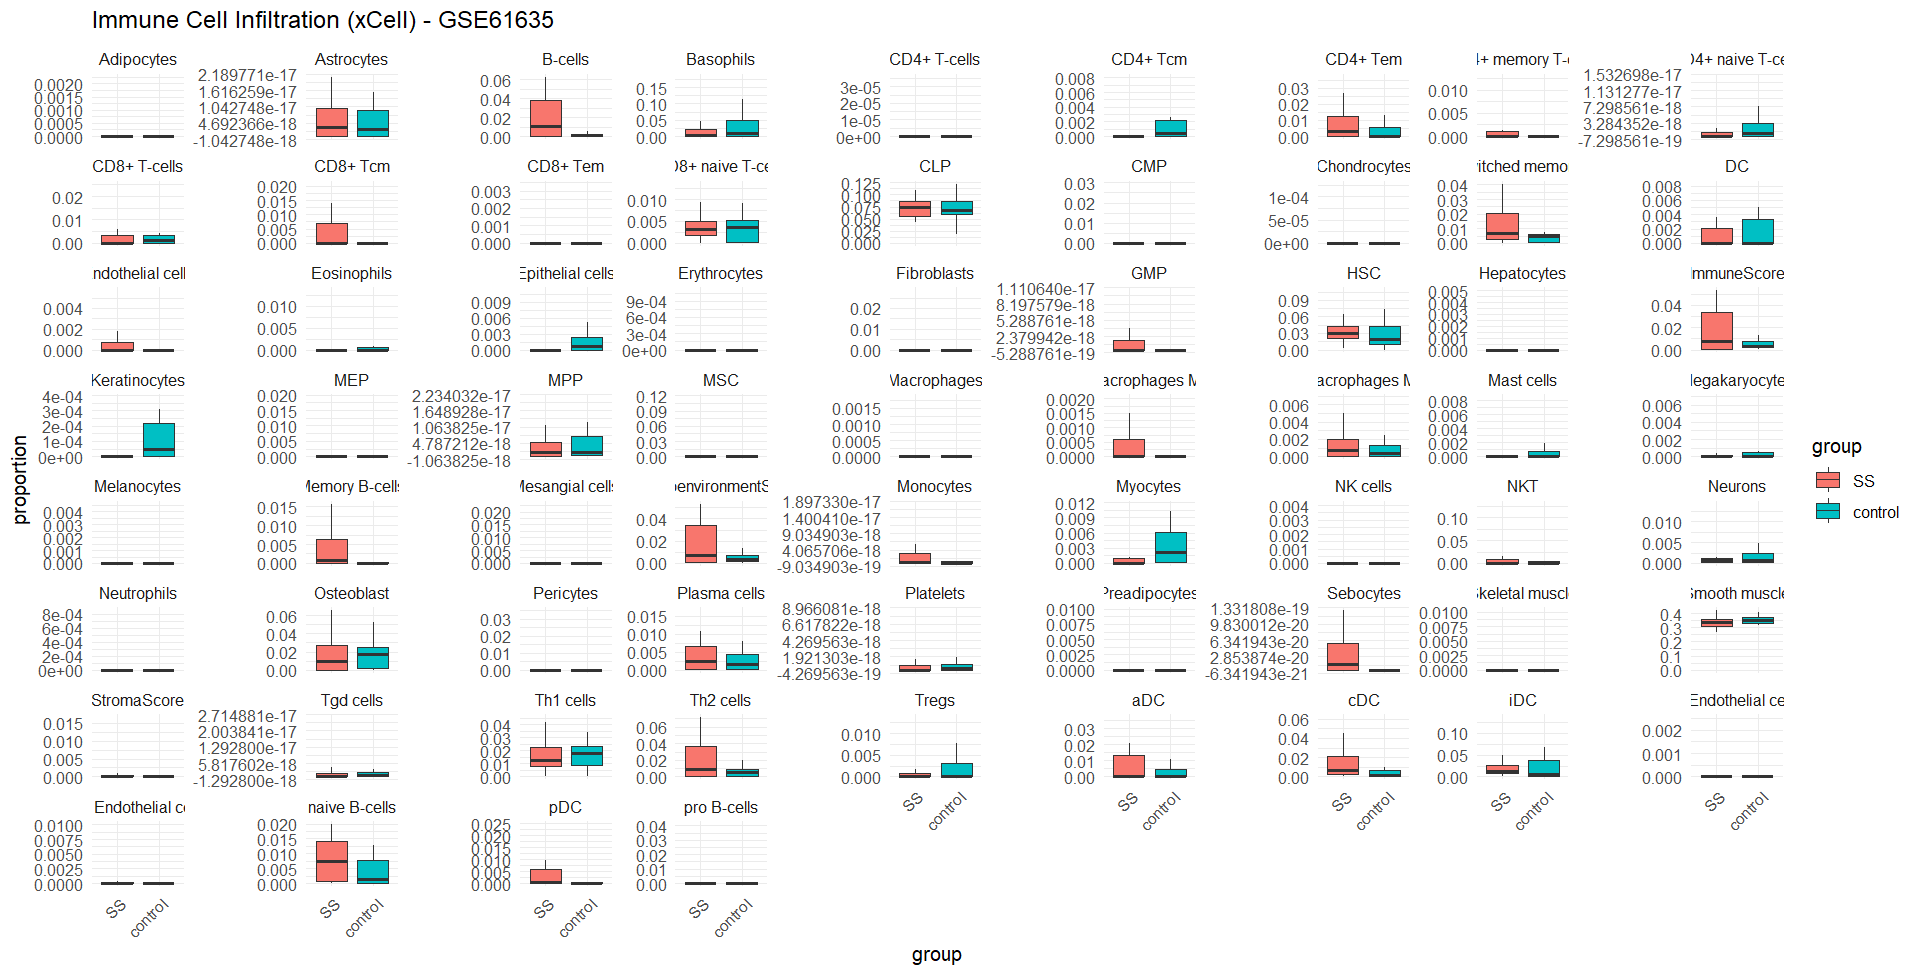 Immune Cell Infiltration (xCell) - GSE61635
proportion
Adipocytes Astrocytes B-cells Basophils CD4+ T-cells CD4+ Tcm CD4+ Tem 4+ memory T-c 04+ naive T-ce
0.0020 0.0015 0.0010 0.0005 0.0000
2.189771e-17 1.616259e-17 1.042748e-17 4.692366e-18 -1.042748e-18
0.06 0.04 0.02 0.00
0.15 0.10 0.05 0.00
3e-05 2e-05 1e-05 0e+00
0.008 0.006 0.004 0.002 0.000
0.03 0.02 0.01 0.00
0.010 0.005 0.000
1.532698e-17 1.131277e-17 7.298561e-18 3.284352e-18 -7.298561e-19
CD8+ T-cells CD8+ Tcm CD8+ Tem 08+ naive T-ce CLP CMP Chondrocytes vitched memo DC
0.02 0.01 0.00
0.020 0.015 0.010 0.005 0.000
0.003 0.002 0.001 0.000
0.010 0.005 0.000
0.125 0.100 0.075 0.050 0.025 0.000
0.03 0.02 0.01 0.00
1e-04 5e-05 0e+00
0.04 0.03 0.02 0.01 0.00
0.008 0.006 0.004 0.002 0.000
ndothelial cell Eosinophils Epithelial cells Erythrocytes Fibroblasts GMP HSC Hepatocytes ImmuneScore
0.004 0.002 0.000
0.010 0.005 0.000
0.009 0.006 0.003 0.000
9e-04 6e-04 3e-04 0e+00
0.02 0.01 0.00
1.110640e-17 8.197579e-18 5.288761e-18 2.379942e-18 -5.288761e-19
0.09 0.06 0.03 0.00
0.005 0.004 0.003 0.002 0.001 0.000
0.04 0.02 0.00
Keratinocytes MEP MPP MSC Macrophages acrophages M acrophages M Mast cells legakaryocyte
4e-04 3e-04 2e-04 1e-04 0e+00
0.020 0.015 0.010 0.005 0.000
2.234032e-17 1.648928e-17 1.063825e-17 4.787212e-18 -1.063825e-18
0.12 0.09 0.06 0.03 0.00
0.0015 0.0010 0.0005 0.0000
0.0020 0.0015 0.0010 0.0005 0.0000
0.006 0.004 0.002 0.000
0.008 0.006 0.004 0.002 0.000
0.006 0.004 0.002 0.000
Melanocytes Memory B-cells Mesangial cells oenvironmentS Monocytes Myocytes NK cells NKT Neurons
0.004 0.003 0.002 0.001 0.000
0.015 0.010 0.005 0.000
0.020 0.015 0.010 0.005 0.000
0.04 0.02 0.00
1.897330e-17 1.400410e-17 9.034903e-18 4.065706e-18 -9.034903e-19
0.012 0.009 0.006 0.003 0.000
0.004 0.003 0.002 0.001 0.000
0.10 0.05 0.00
0.010 0.005 0.000
Neutrophils Osteoblast Pericytes Plasma cells Platelets Preadipocytes Sebocytes Skeletal muscle Smooth muscle
8e-04 6e-04 4e-04 2e-04 0e+00
0.06 0.04 0.02 0.00
0.03 0.02 0.01 0.00
0.015 0.010 0.005 0.000
8.966081e-18 6.617822e-18 4.269563e-18 1.921303e-18 -4.269563e-19
0.0100 0.0075 0.0050 0.0025 0.0000
1.331808e-19 9.830012e-20 6.341943e-20 2.853874e-20 -6.341943e-21
0.0100 0.0075 0.0050 0.0025 0.0000
0.4 0.3 0.2 0.1 0.0
StromaScore Tgd cells Th1 cells Th2 cells Tregs aDC cDC iDC Endothelial ce
0.015 0.010 0.005 0.000
2.714881e-17 2.003841e-17 1.292800e-17 5.817602e-18 -1.292800e-18
0.04 0.03 0.02 0.01 0.00
0.06 0.04 0.02 0.00
0.010 0.005 0.000
0.03 0.02 0.01 0.00
0.06 0.04 0.02 0.00
0.10 0.05 0.00
0.002 0.001 0.000
SS control SS control SS control SS control SS control
Endothelial ce naive B-cells pDC pro B-cells
0.0100 0.0075 0.0050 0.0025 0.0000
0.020 0.015 0.010 0.005 0.000
0.025 0.020 0.015 0.010 0.005 0.000
0.04 0.03 0.02 0.01 0.00
SS control SS control SS control SS control
group
group
SS
control